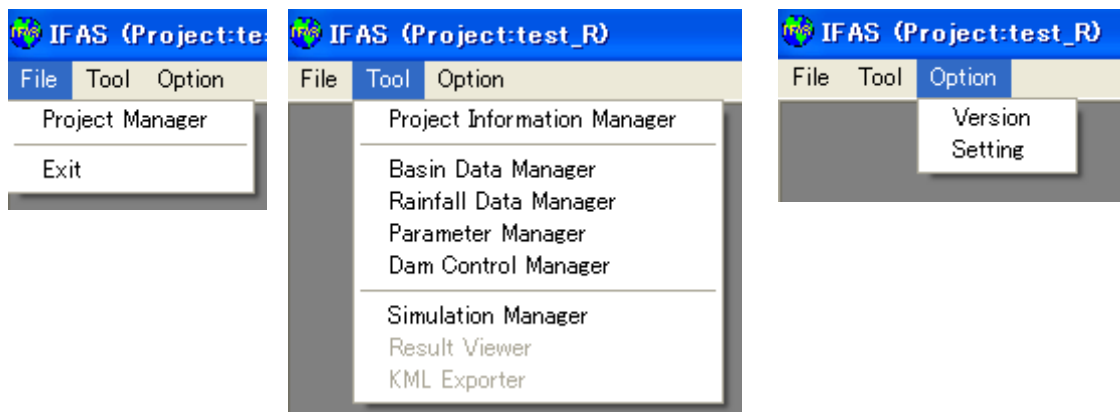 IFAS (Project:te
File Tool Option
Project Manager
Exit
IFAS (Project:test_R)
File Tool Option
Project Information Manager
Basin Data Manager
Rainfall Data Manager
Parameter Manager
Dam Control Manager
Simulation Manager
Result Viewer
KML Exporter
IFAS (Project:test_R)
File Tool Option
Version
Setting